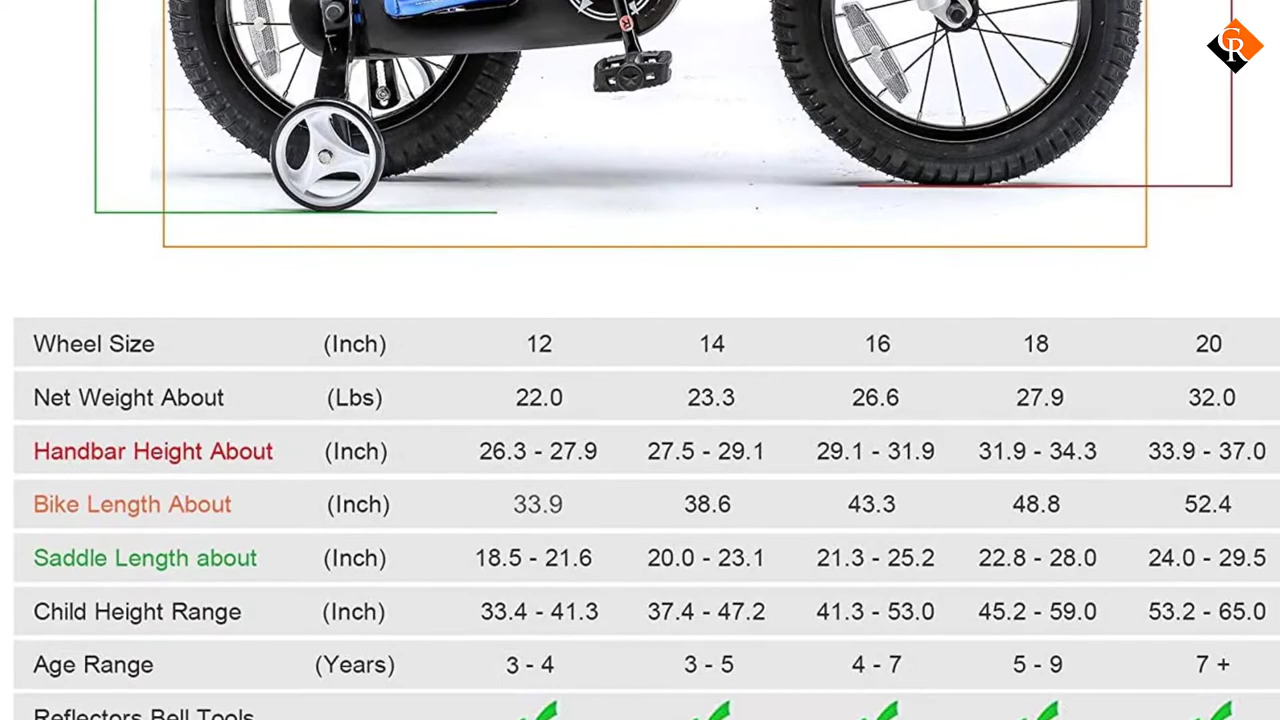 GR
R
Wheel Size (Inch) 12 14 16 18 20
Net Weight About (Lbs) 22.0 23.3 26.6 27.9 32.0
Handbar Height About (Inch) 26.3 - 27.9 27.5 - 29.1 29.1 - 31.9 31.9 - 34.3 33.9 - 37.0
Bike Length About (Inch) 33.9 38.6 43.3 48.8 52.4
Saddle Length about (Inch) 18.5 - 21.6 20.0 - 23.1 21.3 - 25.2 22.8 - 28.0 24.0 - 29.5
Child Height Range (Inch) 33.4 - 41.3 37.4 - 47.2 41.3 - 53.0 45.2 - 59.0 53.2 - 65.0
Age Range (Years) 3 - 4 3 - 5 4 - 7 5 - 9 7 +
Reflectors Bell Tools